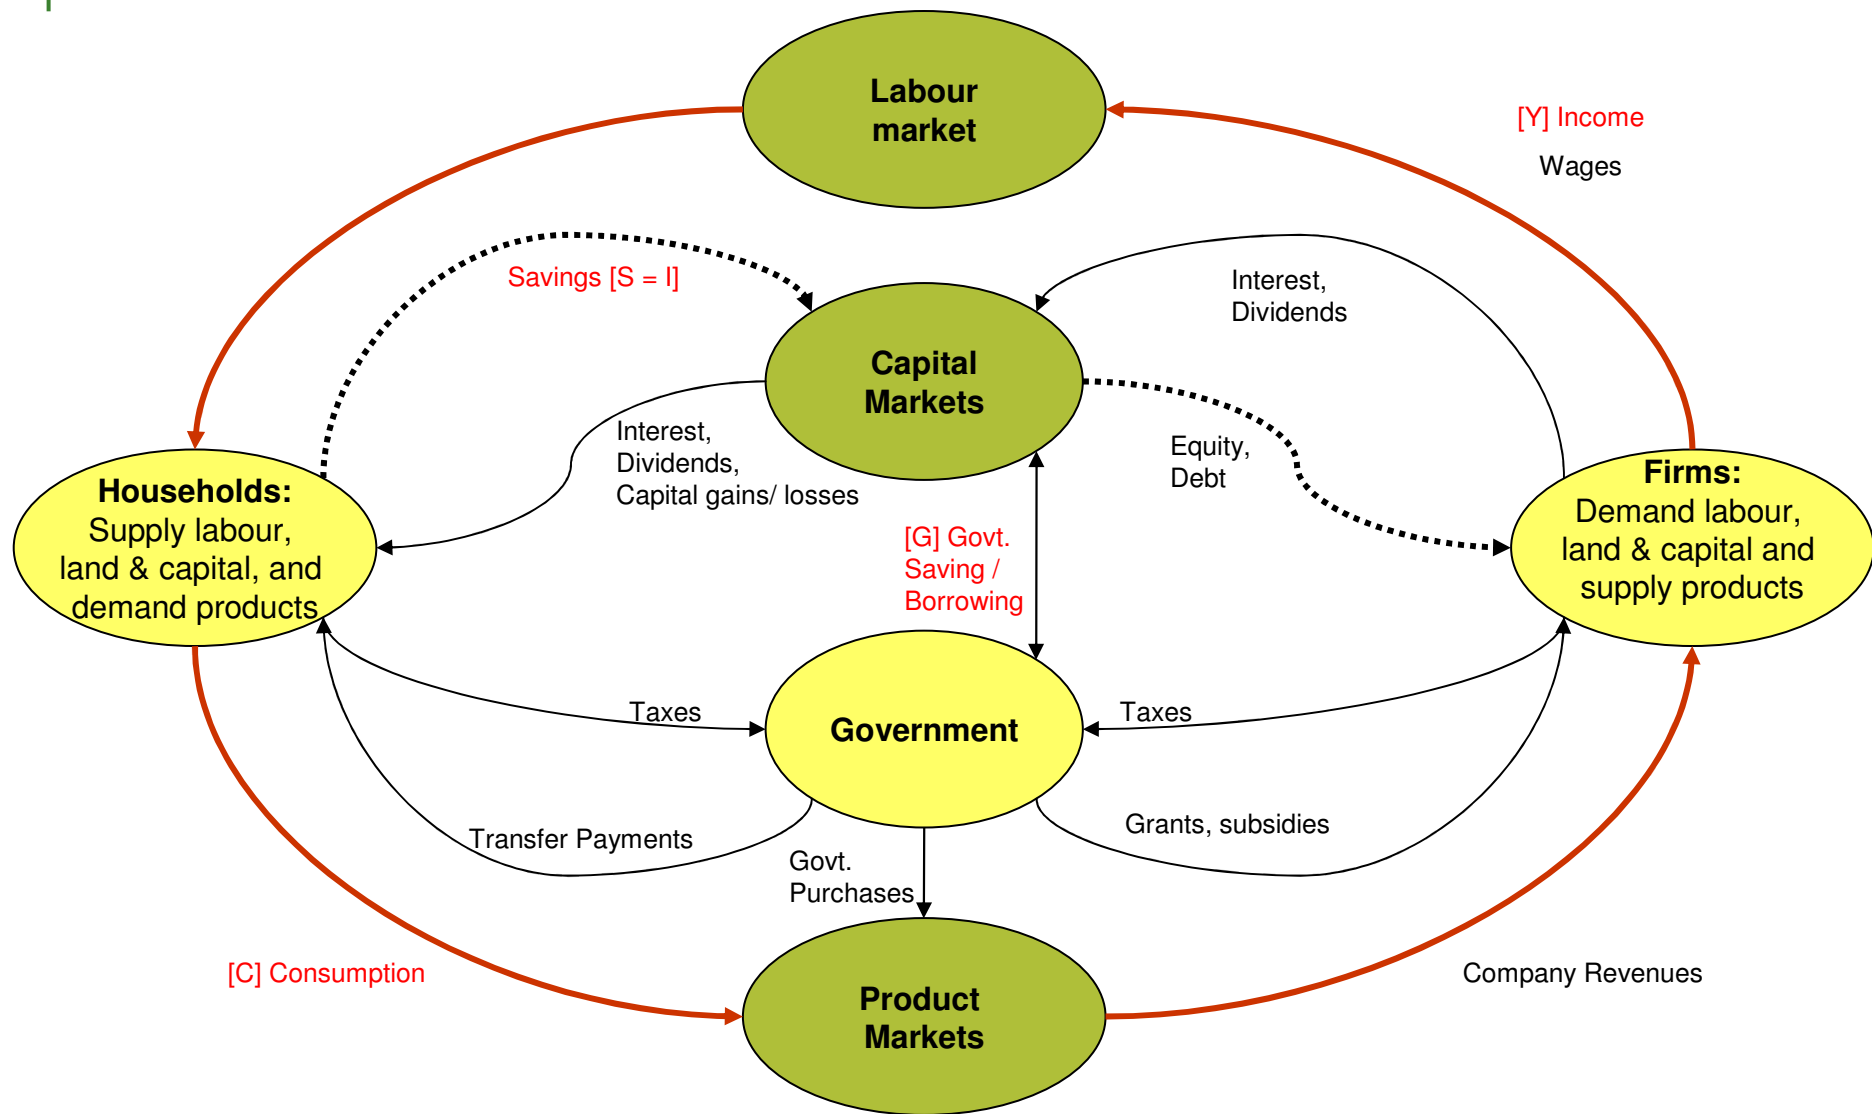 Labour
market
[Y] Income
Wages
Savings [S = I]
Interest,
Dividends
Capital
Markets
Interest,
Dividends,
Capital gains/ losses
Equity,
Debt
Households:
Supply labour,
land & capital, and
demand products
Firms:
Demand labour,
land & capital and
supply products
[G] Govt.
Saving /
Borrowing
Taxes
Government
Taxes
Transfer Payments
Grants, subsidies
Govt.
Purchases
[C] Consumption
Company Revenues
Product
Markets